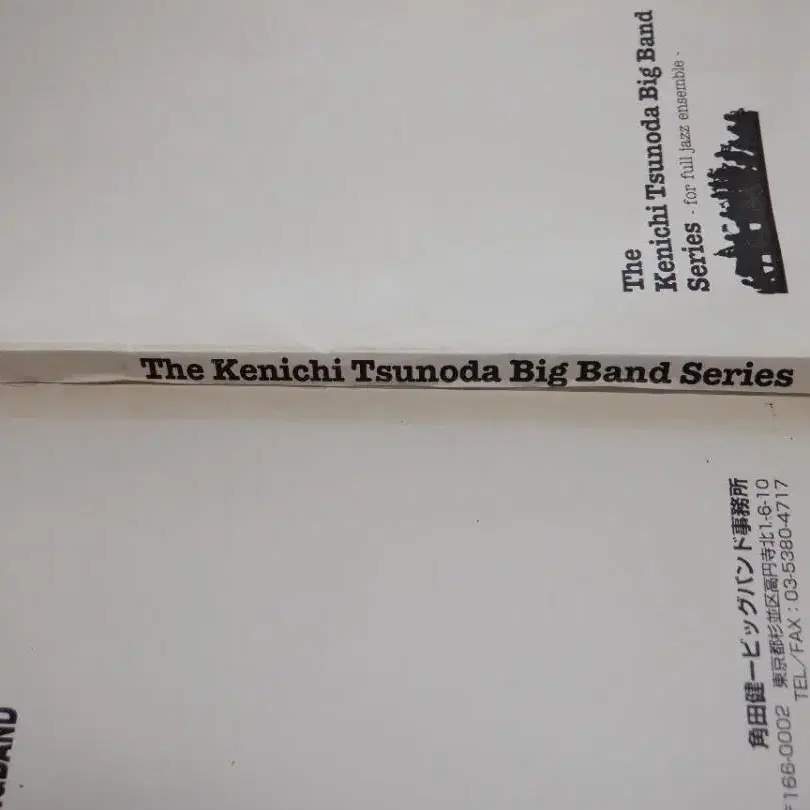 The
Kenichi Tsunoda Big Band
Series - for full jazz ensemble -
The Kenichi Tsunoda Big Band Series
角田健一ビッグバンド事務所
〒166-0002 東京都杉並区高円寺北1-6-10
TEL/FAX：03-5380-4717
BAND